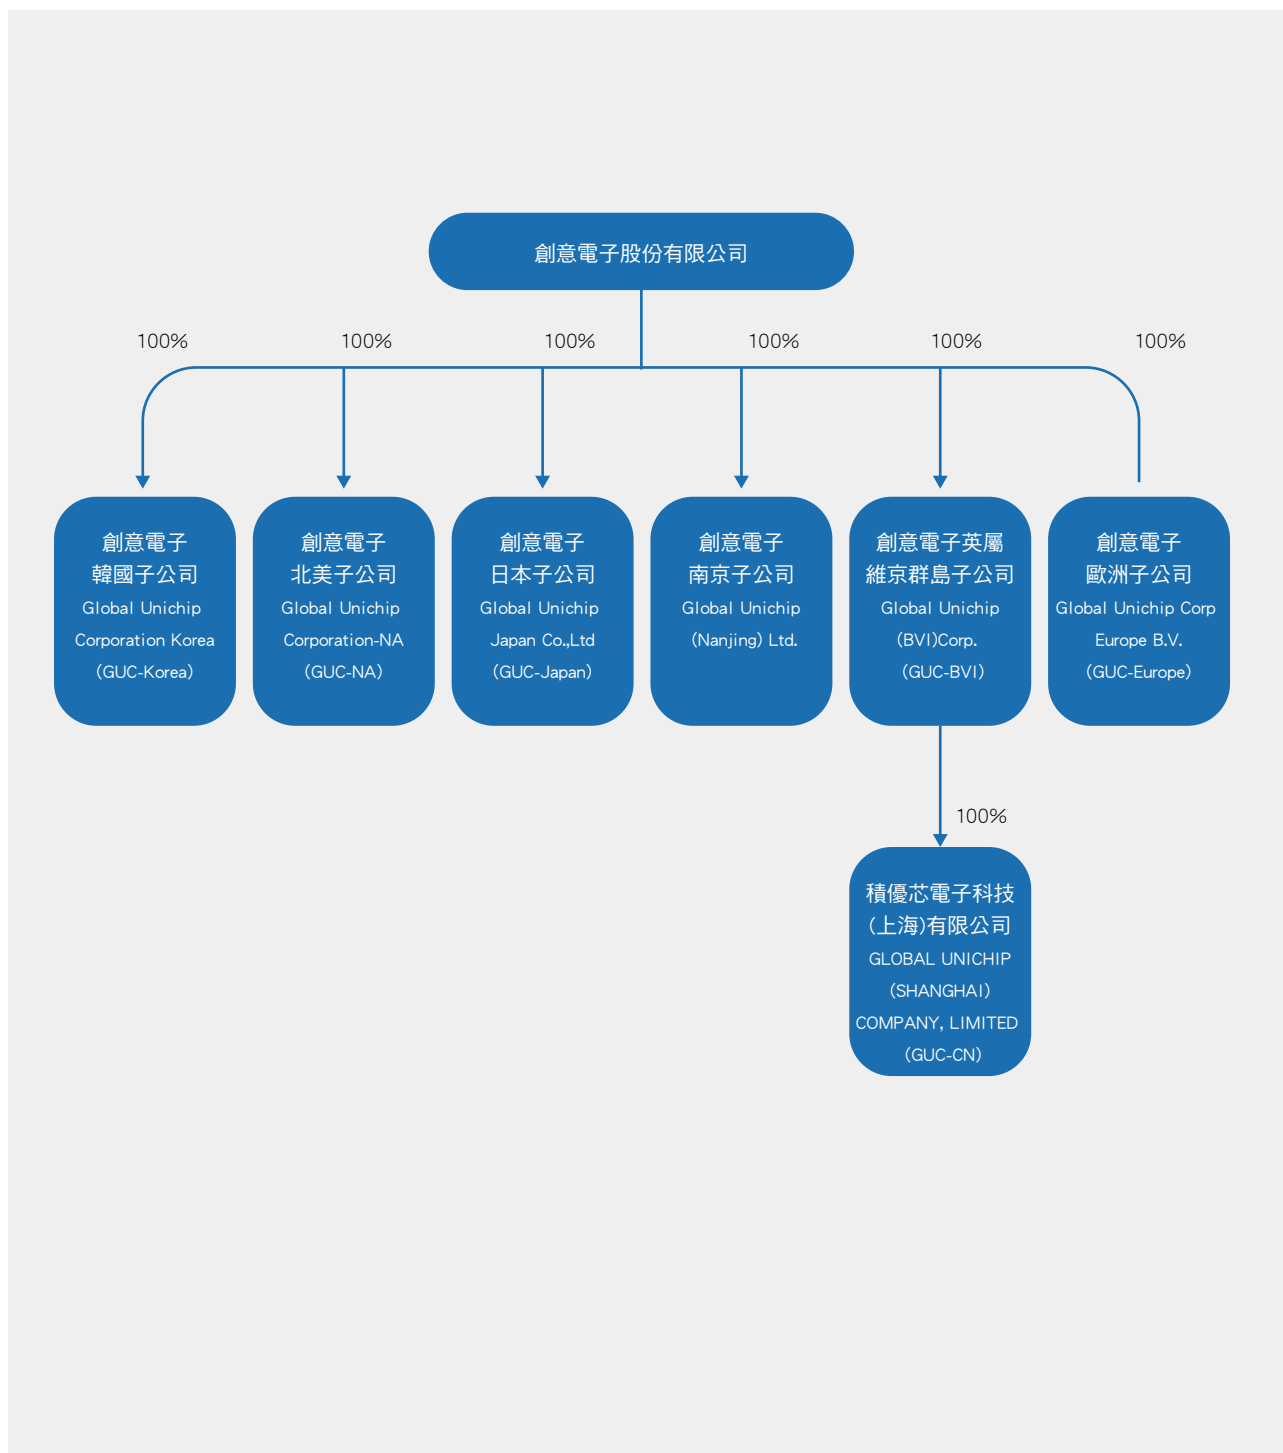 創意電子股份有限公司
100%
100%
100%
100%
100%
100%
創意電子
韓國子公司
Global Unichip
Corporation Korea
(GUC-Korea)
創意電子
北美子公司
Global Unichip
Corporation-NA
(GUC-NA)
創意電子
日本子公司
Global Unichip
Japan Co.,Ltd
(GUC-Japan)
創意電子
南京子公司
Global Unichip
(Nanjing) Ltd.
創意電子英屬
維京群島子公司
Global Unichip
(BVI)Corp.
(GUC-BVI)
創意電子
歐洲子公司
Global Unichip Corp
Europe B.V.
(GUC-Europe)
100%
積優芯電子科技
(上海)有限公司
GLOBAL UNICHIP
(SHANGHAI)
COMPANY, LIMITED
(GUC-CN)